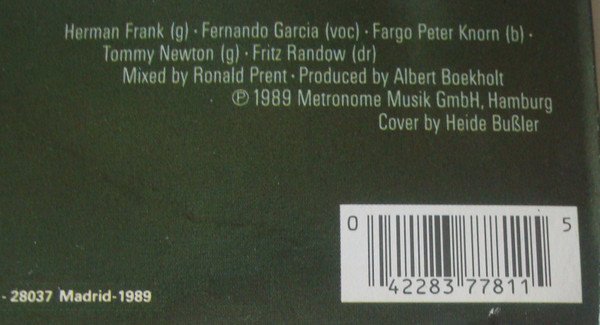 Herman Frank (g) · Fernando Garcia (voc) · Fargo Peter Knorn (b) ·
Tommy Newton (g) · Fritz Randow (dr)
Mixed by Ronald Prent · Produced by Albert Boekholt
℗ 1989 Metronome Musik GmbH, Hamburg
Cover by Heide Bußler
0 42283 77811 5
- 28037 Madrid-1989